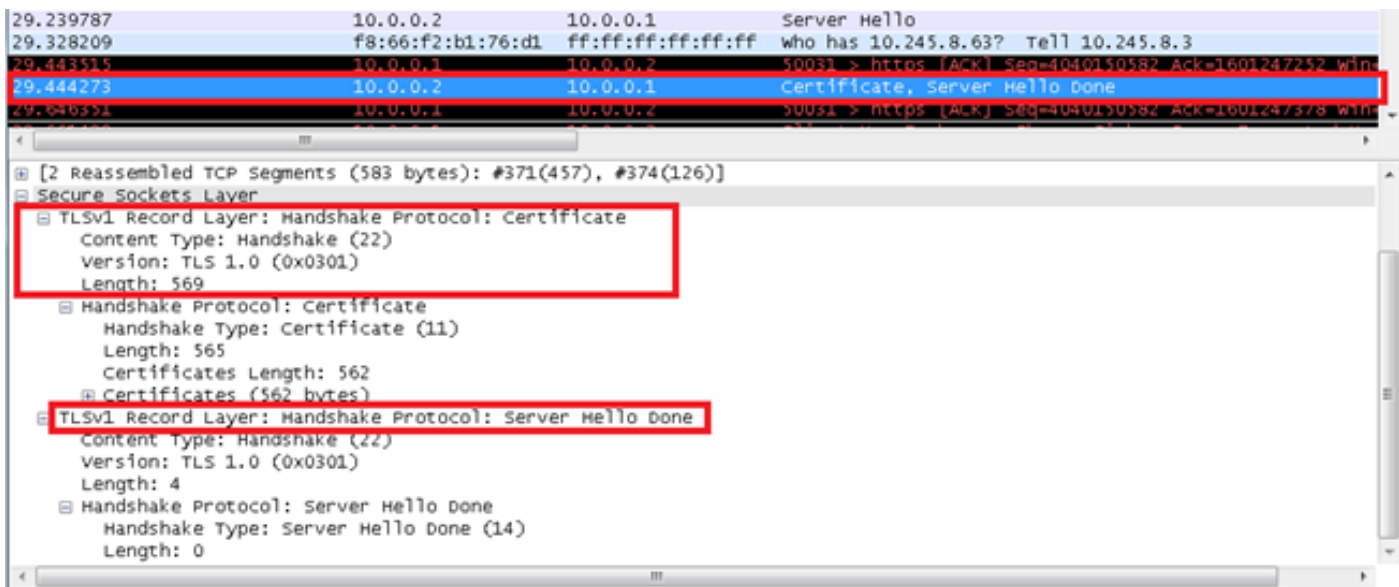 29.239787 10.0.0.2 10.0.0.1 Server Hello
29.328209 f8:66:f2:b1:76:d1 ff:ff:ff:ff:ff:ff Who has 10.245.8.63? Tell 10.245.8.3
29.443515 10.0.0.1 10.0.0.2 50031 > https [ACK] Seq=4040150582 Ack=1601247252 Win=
29.444273 10.0.0.2 10.0.0.1 Certificate, Server Hello Done
29.646351 10.0.0.1 10.0.0.2 50031 > https [ACK] Seq=4040150582 Ack=1601247378
[2 Reassembled TCP Segments (583 bytes): #371(457), #374(126)]
Secure Sockets Layer
TLSv1 Record Layer: Handshake Protocol: Certificate
Content Type: Handshake (22)
Version: TLS 1.0 (0x0301)
Length: 569
Handshake Protocol: Certificate
Handshake Type: Certificate (11)
Length: 565
Certificates Length: 562
Certificates (562 bytes)
TLSv1 Record Layer: Handshake Protocol: Server Hello Done
Content Type: Handshake (22)
Version: TLS 1.0 (0x0301)
Length: 4
Handshake Protocol: Server Hello Done
Handshake Type: Server Hello Done (14)
Length: 0